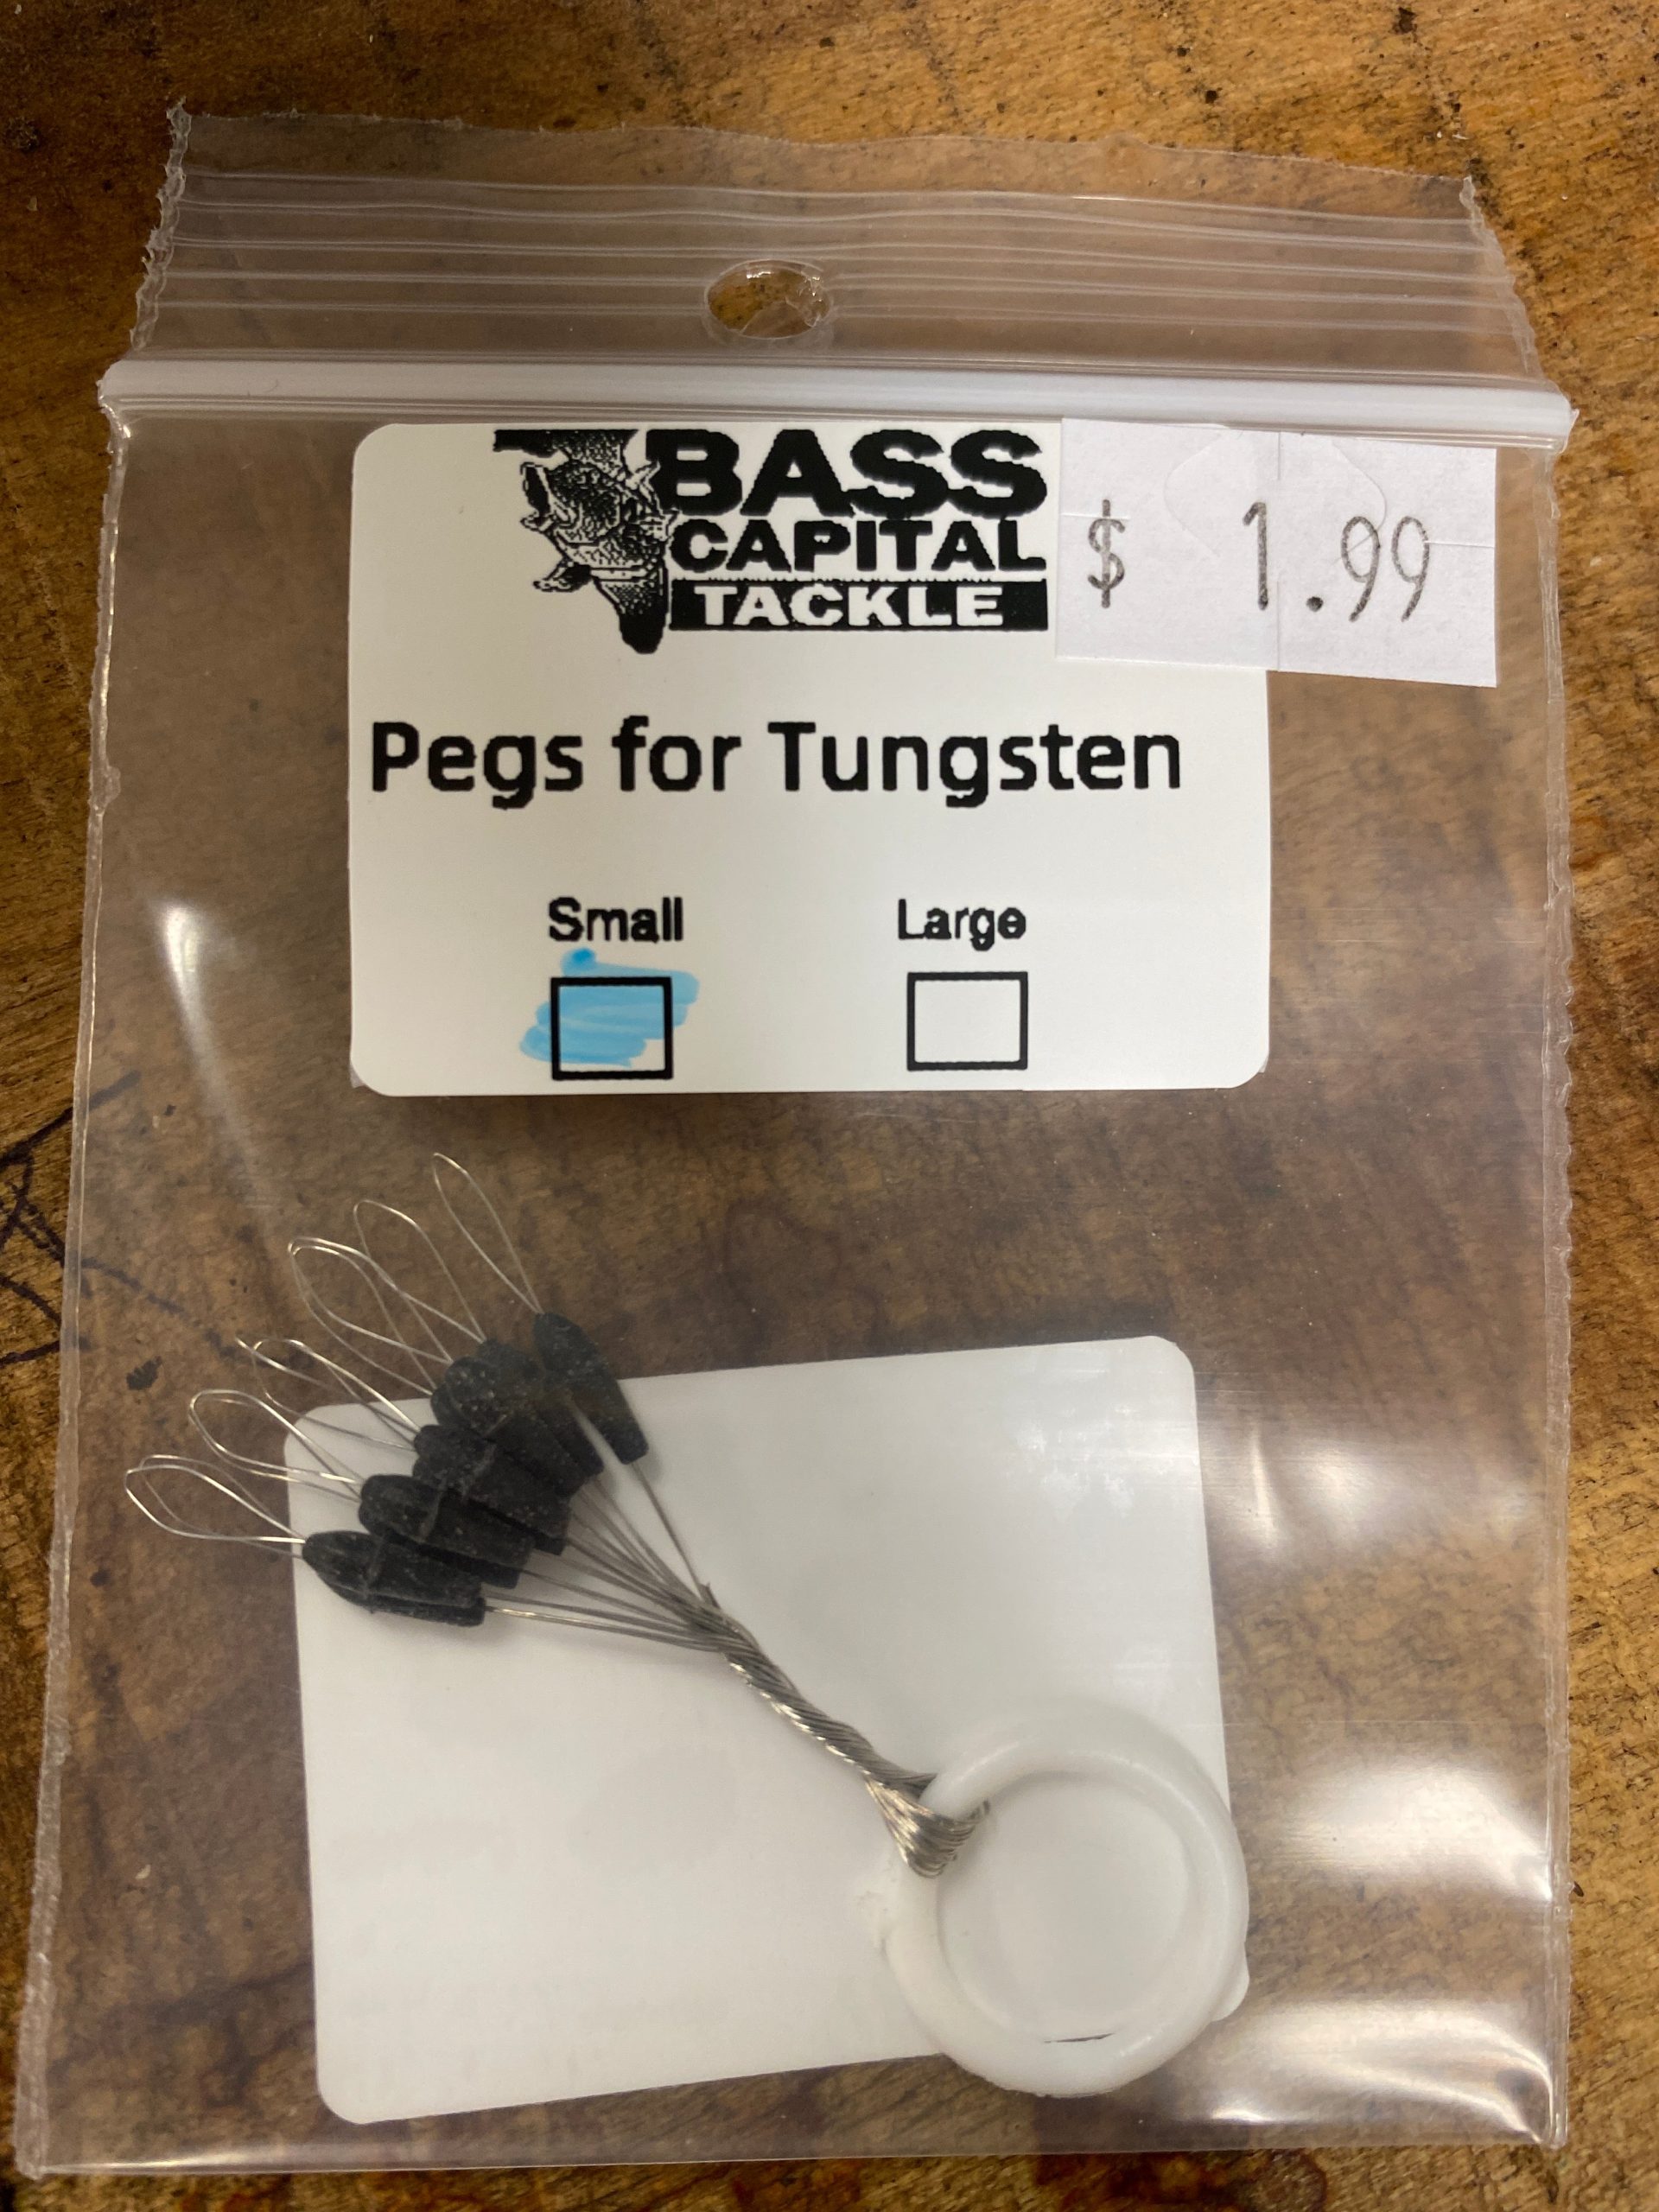 BASS
CAPITAL
TACKLE
$ 1.99
Pegs for Tungsten
Small Large